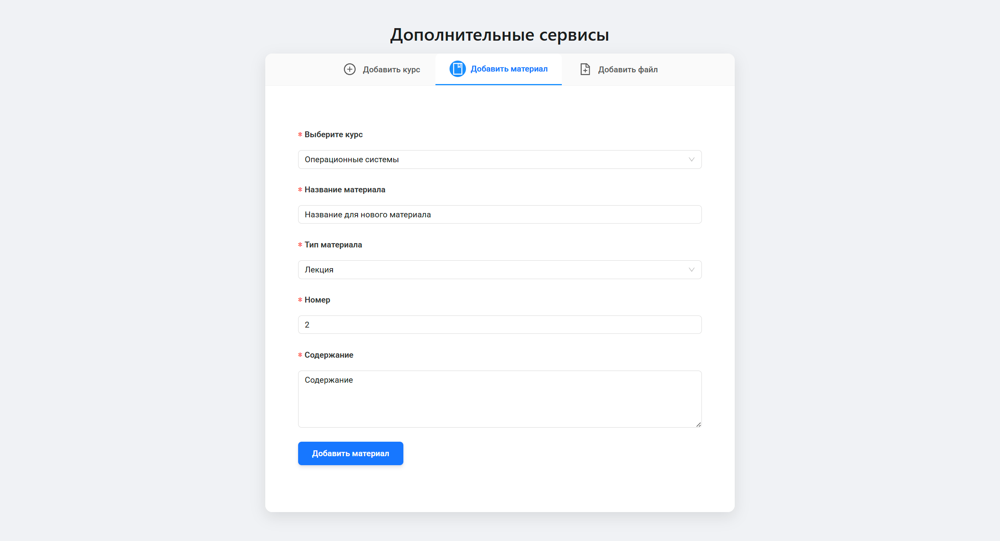 Дополнительные сервисы
Добавить курс
Добавить материал
Добавить файл
* Выберите курс
Операционные системы
* Название материала
Название для нового материала
* Тип материала
Лекция
* Номер
2
* Содержание
Содержание
Добавить материал